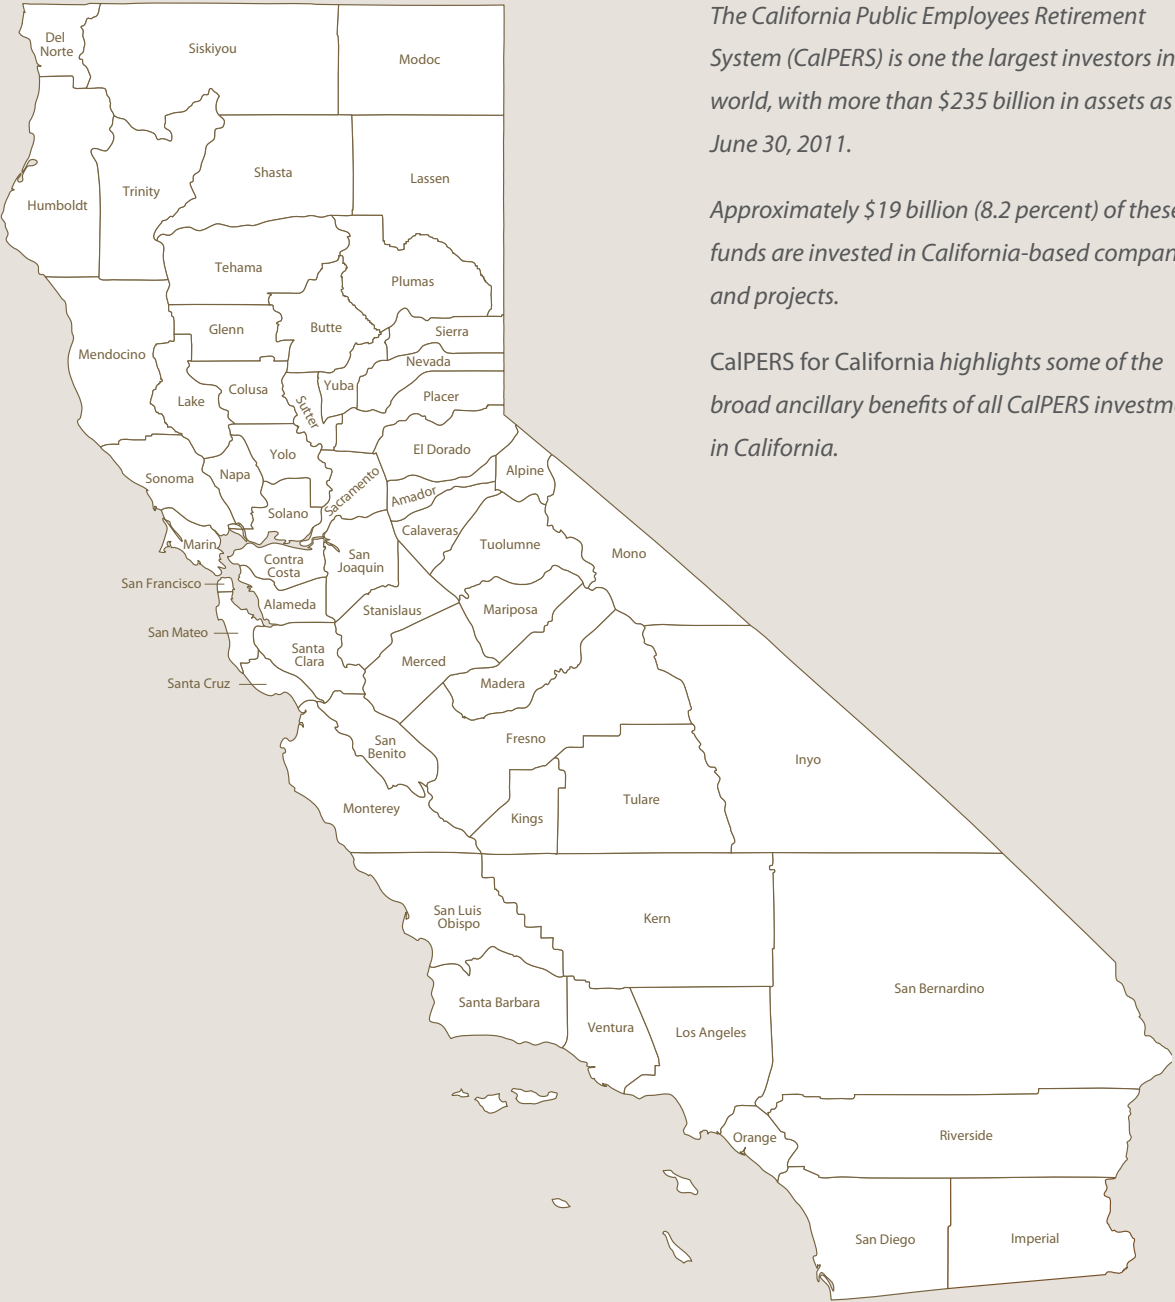 The California Public Employees Retirement
System (CalPERS) is one the largest investors in
world, with more than $235 billion in assets as
June 30, 2011.
Approximately $19 billion (8.2 percent) of these
funds are invested in California-based compan
and projects.
CalPERS for California highlights some of the
broad ancillary benefits of all CalPERS investm
in California.
Del
Norte
Siskiyou
Modoc
Humboldt
Trinity
Shasta
Lassen
Tehama
Plumas
Mendocino
Glenn
Butte
Sierra
Nevada
Lake
Colusa
Sutter
Yuba
Placer
El Dorado
Sonoma
Napa
Yolo
Sacramento
Alpine
Amador
Solano
Calaveras
Marin
Contra
Costa
San
Joaquin
Tuolumne
Mono
San Francisco
Alameda
Stanislaus
Mariposa
San Mateo
Santa
Clara
Merced
Santa Cruz
Madera
San
Benito
Fresno
Inyo
Monterey
Kings
Tulare
San Luis
Obispo
Kern
San Bernardino
Santa Barbara
Ventura
Los Angeles
Orange
Riverside
San Diego
Imperial